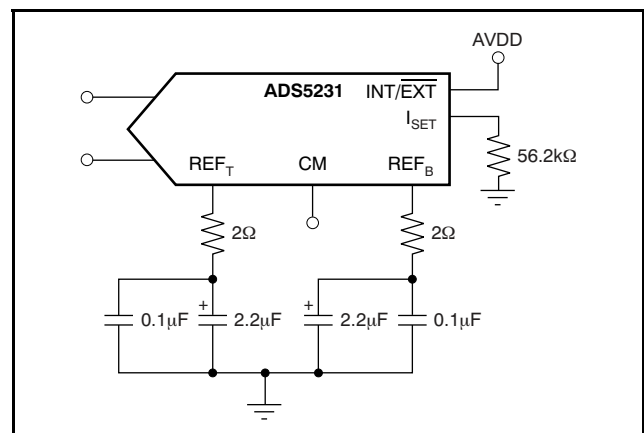 AVDD
ADS5231 INT/EXT
ISET
56.2kΩ
REFT CM REFB
2Ω 2Ω
0.1µF + 2.2µF + 2.2µF 0.1µF